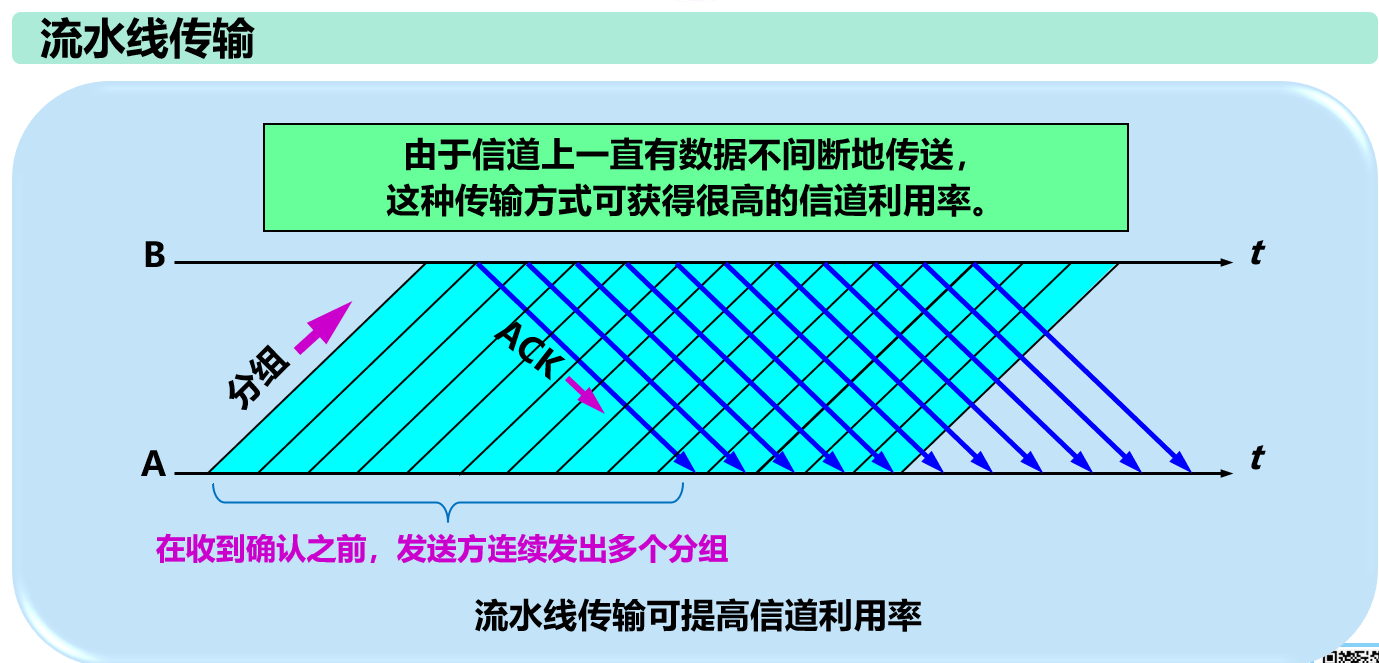 流水线传输
由于信道上一直有数据不间断地传送，
这种传输方式可获得很高的信道利用率。
B
t
分组
ACK
A
t
在收到确认之前，发送方连续发出多个分组
流水线传输可提高信道利用率